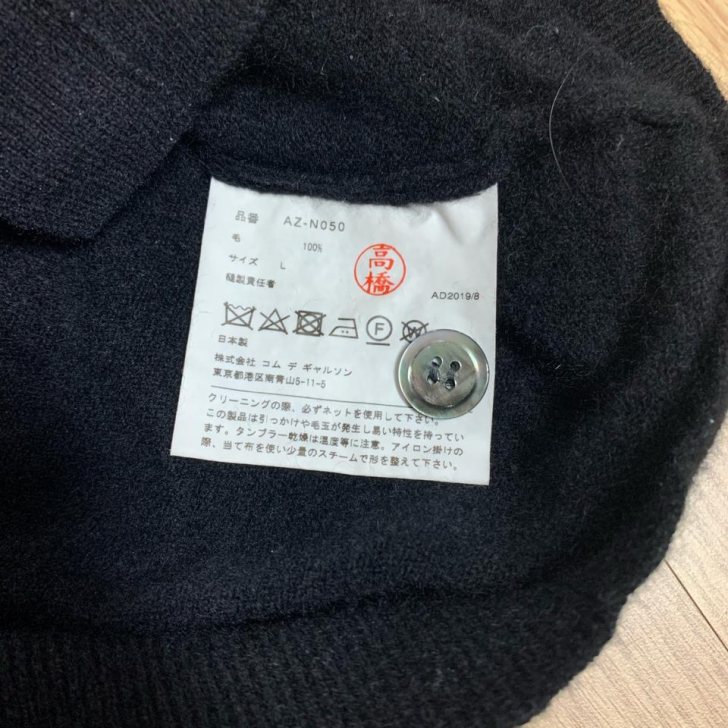 品番 AZ-N050
毛 100%
サイズ L
縫製責任者
高橋
AD2019/8
F
日本製
株式会社 コム デ ギャルソン
東京都港区南青山5-11-5
クリーニングの際、必ずネットを使用して下さい。
この製品は引っかけや毛玉が発生し易い特性を持ってい
ます。タンブラー乾燥は温度等に注意。アイロン掛けの
際、当て布を使い少量のスチームで形を整えて下さい。